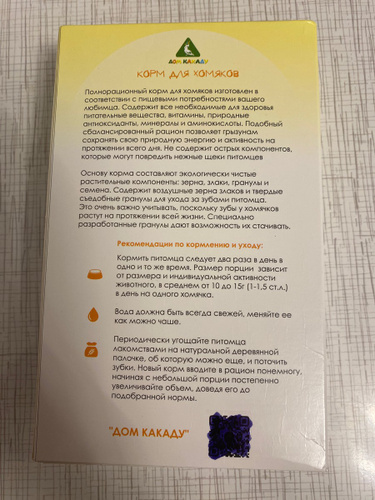 ДОМ КАКАДУ
КОРМ ДЛЯ ХОМЯКОВ
Полнорационный корм для хомяков изготовлен в
соответствии с пищевыми потребностями вашего
любимца. Содержит все необходимые для здоровья
питательные вещества, витамины, природные
антиоксиданты, минералы и аминокислоты. Подобный
сбалансированный рацион позволяет грызунам
сохранять свою природную энергию и активность на
протяжении всего дня. Не содержит острых компонентов,
которые могут повредить нежные щеки питомцев
Основу корма составляют экологически чистые
растительные компоненты: зерна, злаки, гранулы и
семена. Содержит воздушные зерна злаков и твердые
съедобные гранулы для ухода за зубами питомца.
Это очень важно учитывать, поскольку зубы у хомячков
растут на протяжении всей жизни. Специально
разработанные гранулы дают возможность их стачивать.
Рекомендации по кормлению и уходу:
Кормить питомца следует два раза в день в
одно и то же время. Размер порции зависит
от размера и индивидуальной активности
животного, в среднем от 10 до 15г (1-1,5 ст.л.)
в день на одного хомячка.
Вода должна быть всегда свежей, меняйте ее
как можно чаще.
Периодически угощайте питомца
лакомствами на натуральной деревянной
палочке, об которую можно еще, и поточить
зубки. Новый корм вводите в рацион понемногу,
начиная с небольшой порции постепенно
увеличивайте объем, доведя его до
подобранной нормы.
"ДОМ КАКАДУ"